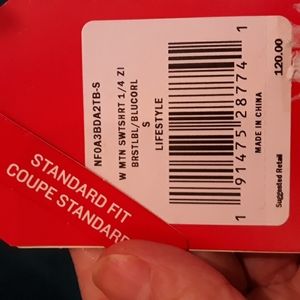 NF0A3BDA2TB-S
W MTN SWTSHRT 1/4 ZI
BRSTLBL/BLUCORL
S
LIFESTYLE
1 91475 28774 1
MADE IN CHINA
Suggested Retail
120.00
STANDARD FIT
COUPE STANDARD